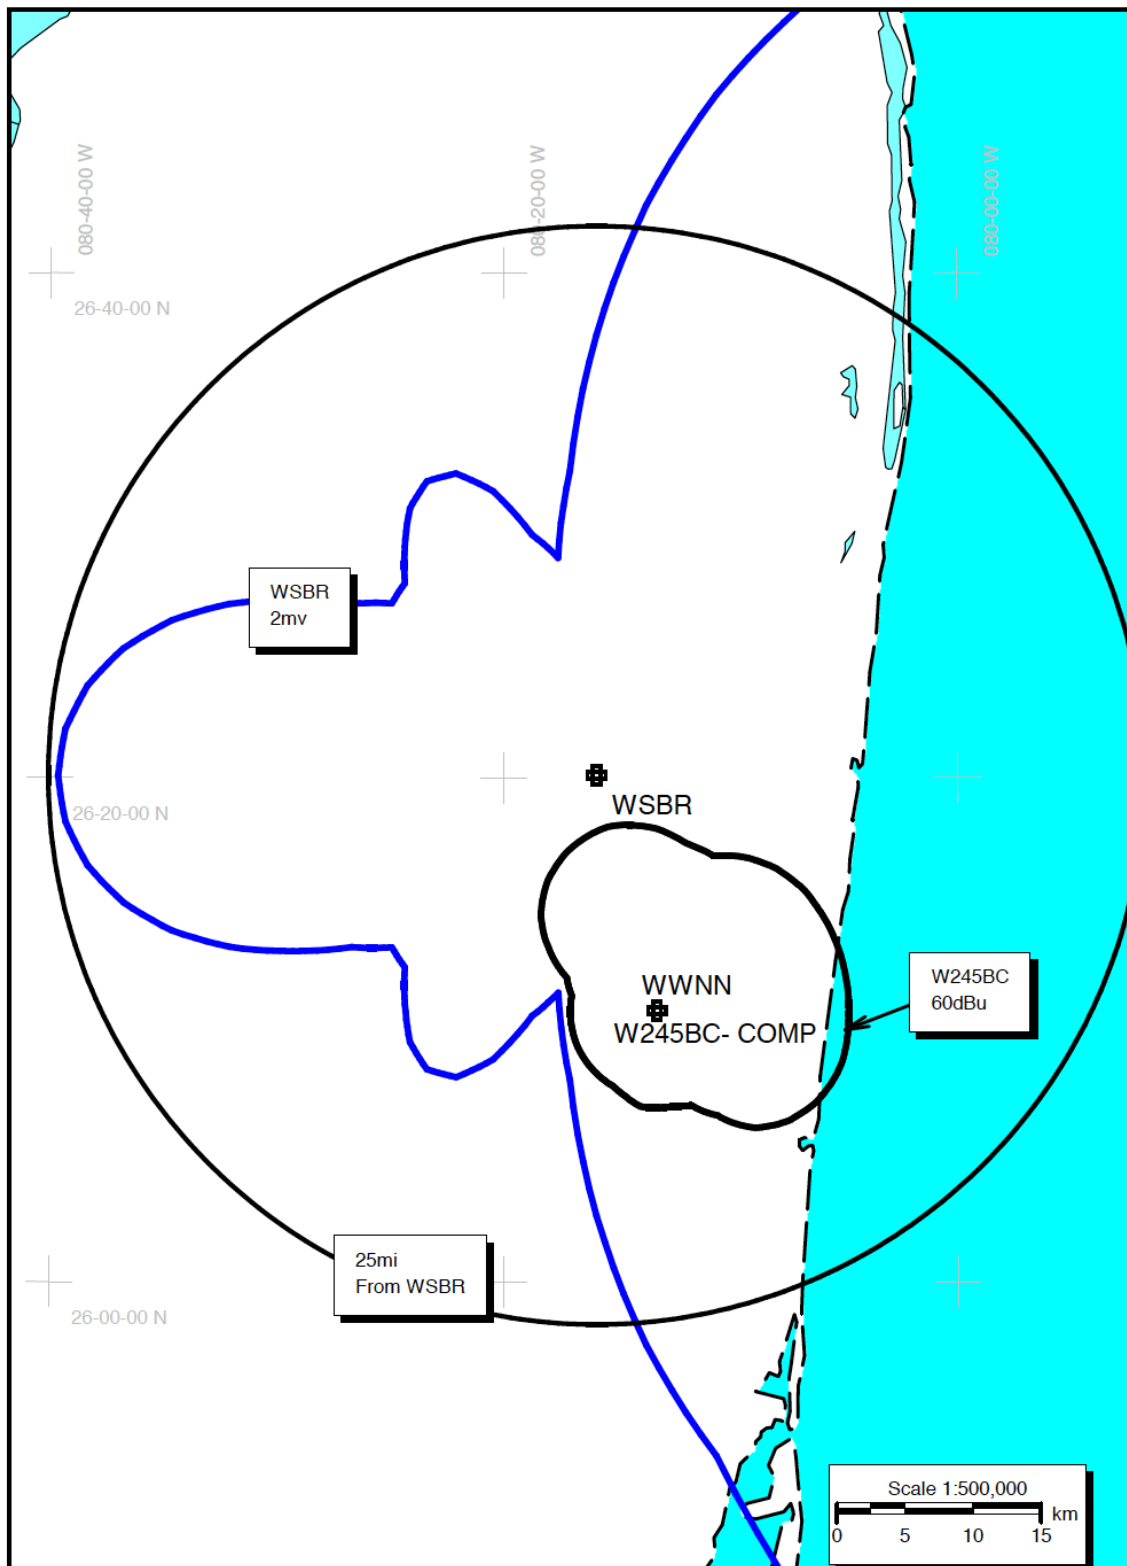 080-40-00 W
080-20-00 W
080-00-00 W
26-40-00 N
WSBR
2mv
WSBR
26-20-00 N
WWNN
W245BC- COMP
W245BC
60dBu
25mi
From WSBR
26-00-00 N
Scale 1:500,000
km
0 5 10 15